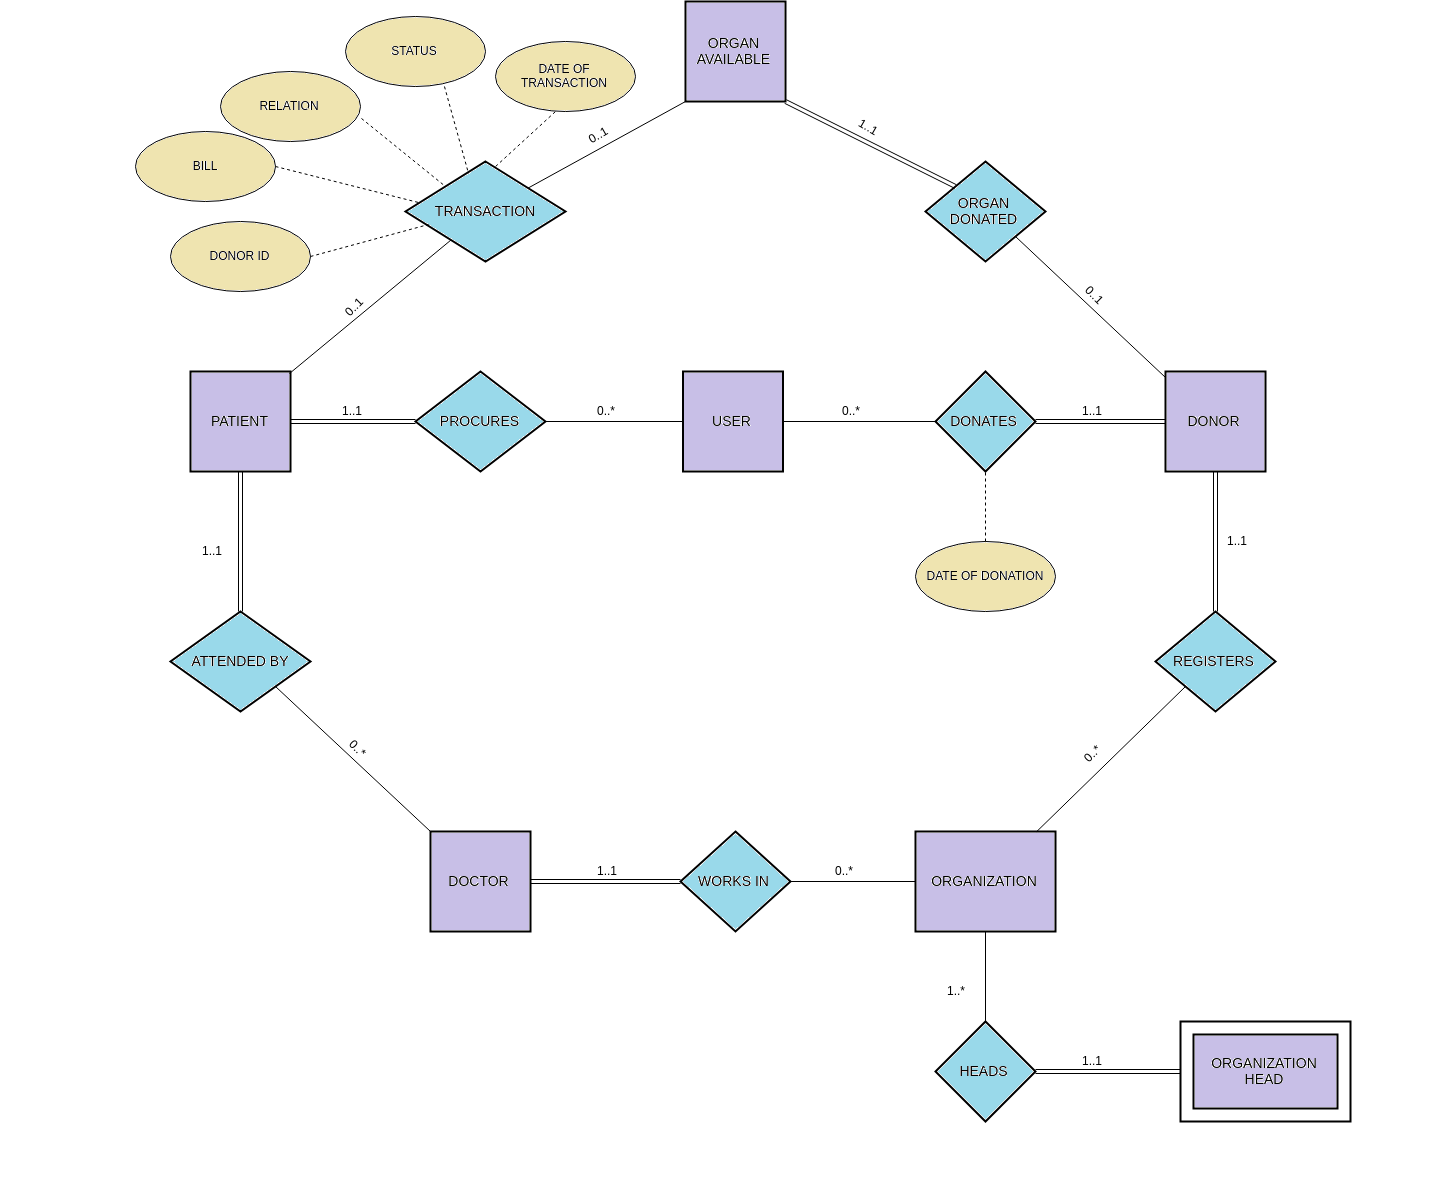 ORGAN
AVAILABLE
STATUS
DATE OF
TRANSACTION
RELATION
BILL
DONOR ID
TRANSACTION
0..1
1..1
ORGAN
DONATED
0..1
0..1
PATIENT
1..1
PROCURES
0..*
USER
0..*
DONATES
1..1
DONOR
1..1
1..1
DATE OF DONATION
ATTENDED BY
REGISTERS
0..*
0..*
DOCTOR
1..1
WORKS IN
0..*
ORGANIZATION
1..*
HEADS
1..1
ORGANIZATION
HEAD